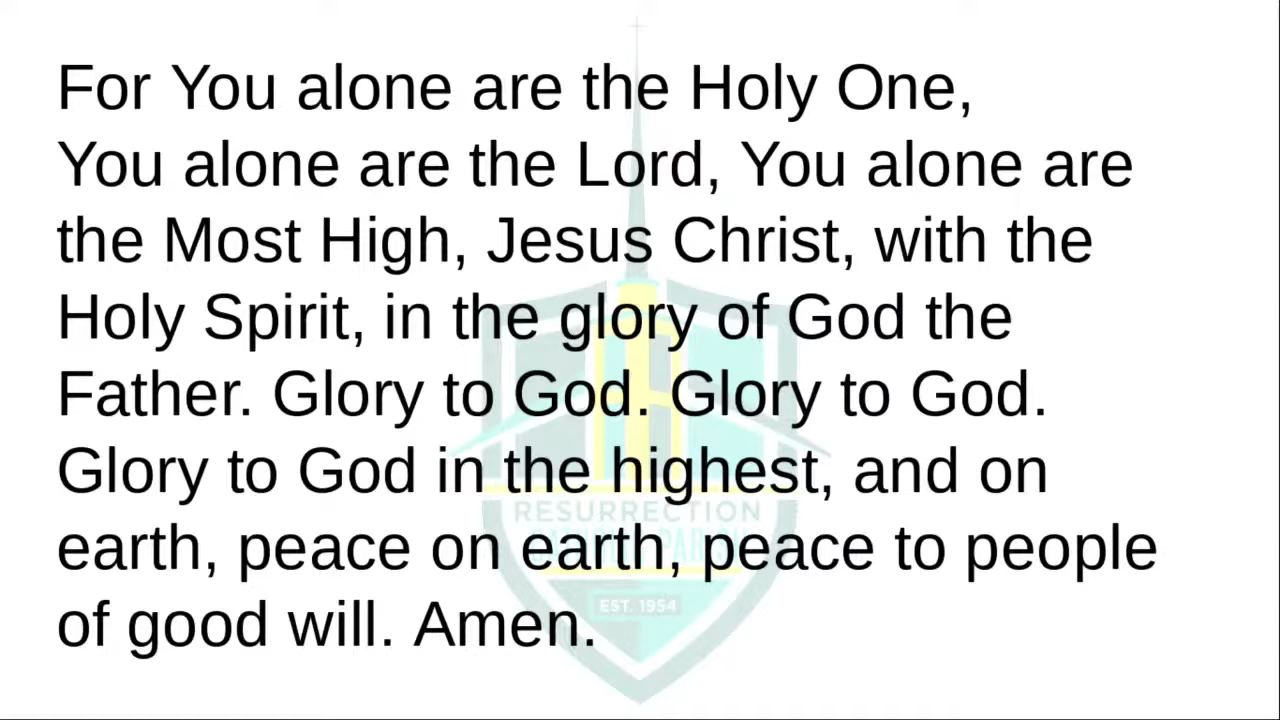 For You alone are the Holy One,
You alone are the Lord, You alone are
the Most High, Jesus Christ, with the
Holy Spirit, in the glory of God the
Father. Glory to God. Glory to God.
Glory to God in the highest, and on
RESURRECTION
CATHOLIC PARISH
earth, peace on earth, peace to people
EST. 1954
of good will. Amen.